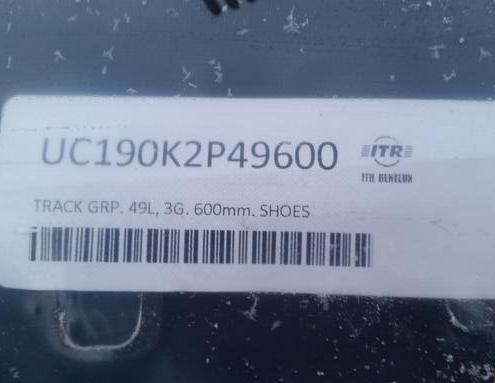 UC190K2P49600
ITR
ITR BENELUX
TRACK GRP. 49L, 3G. 600mm. SHOES